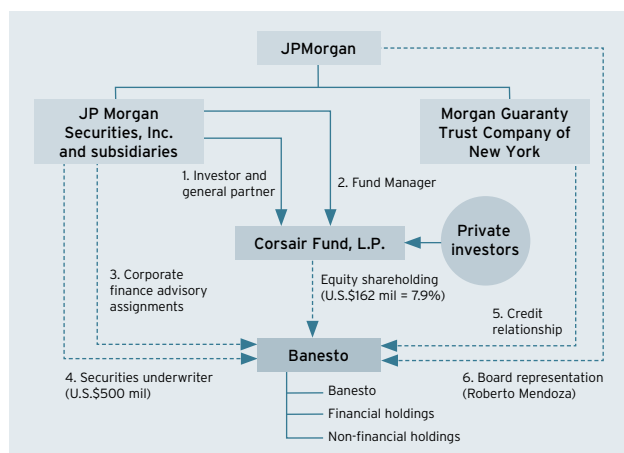 JPMorgan
JP Morgan
Securities, Inc.
and subsidiaries
Morgan Guaranty
Trust Company of
New York
1. Investor and
general partner
2. Fund Manager
Corsair Fund, L.P.
Private
investors
3. Corporate
finance advisory
assignments
Equity shareholding
(U.S.$162 mil = 7.9%)
5. Credit
relationship
Banesto
4. Securities underwriter
(U.S.$500 mil)
6. Board representation
(Roberto Mendoza)
Banesto
Financial holdings
Non-financial holdings